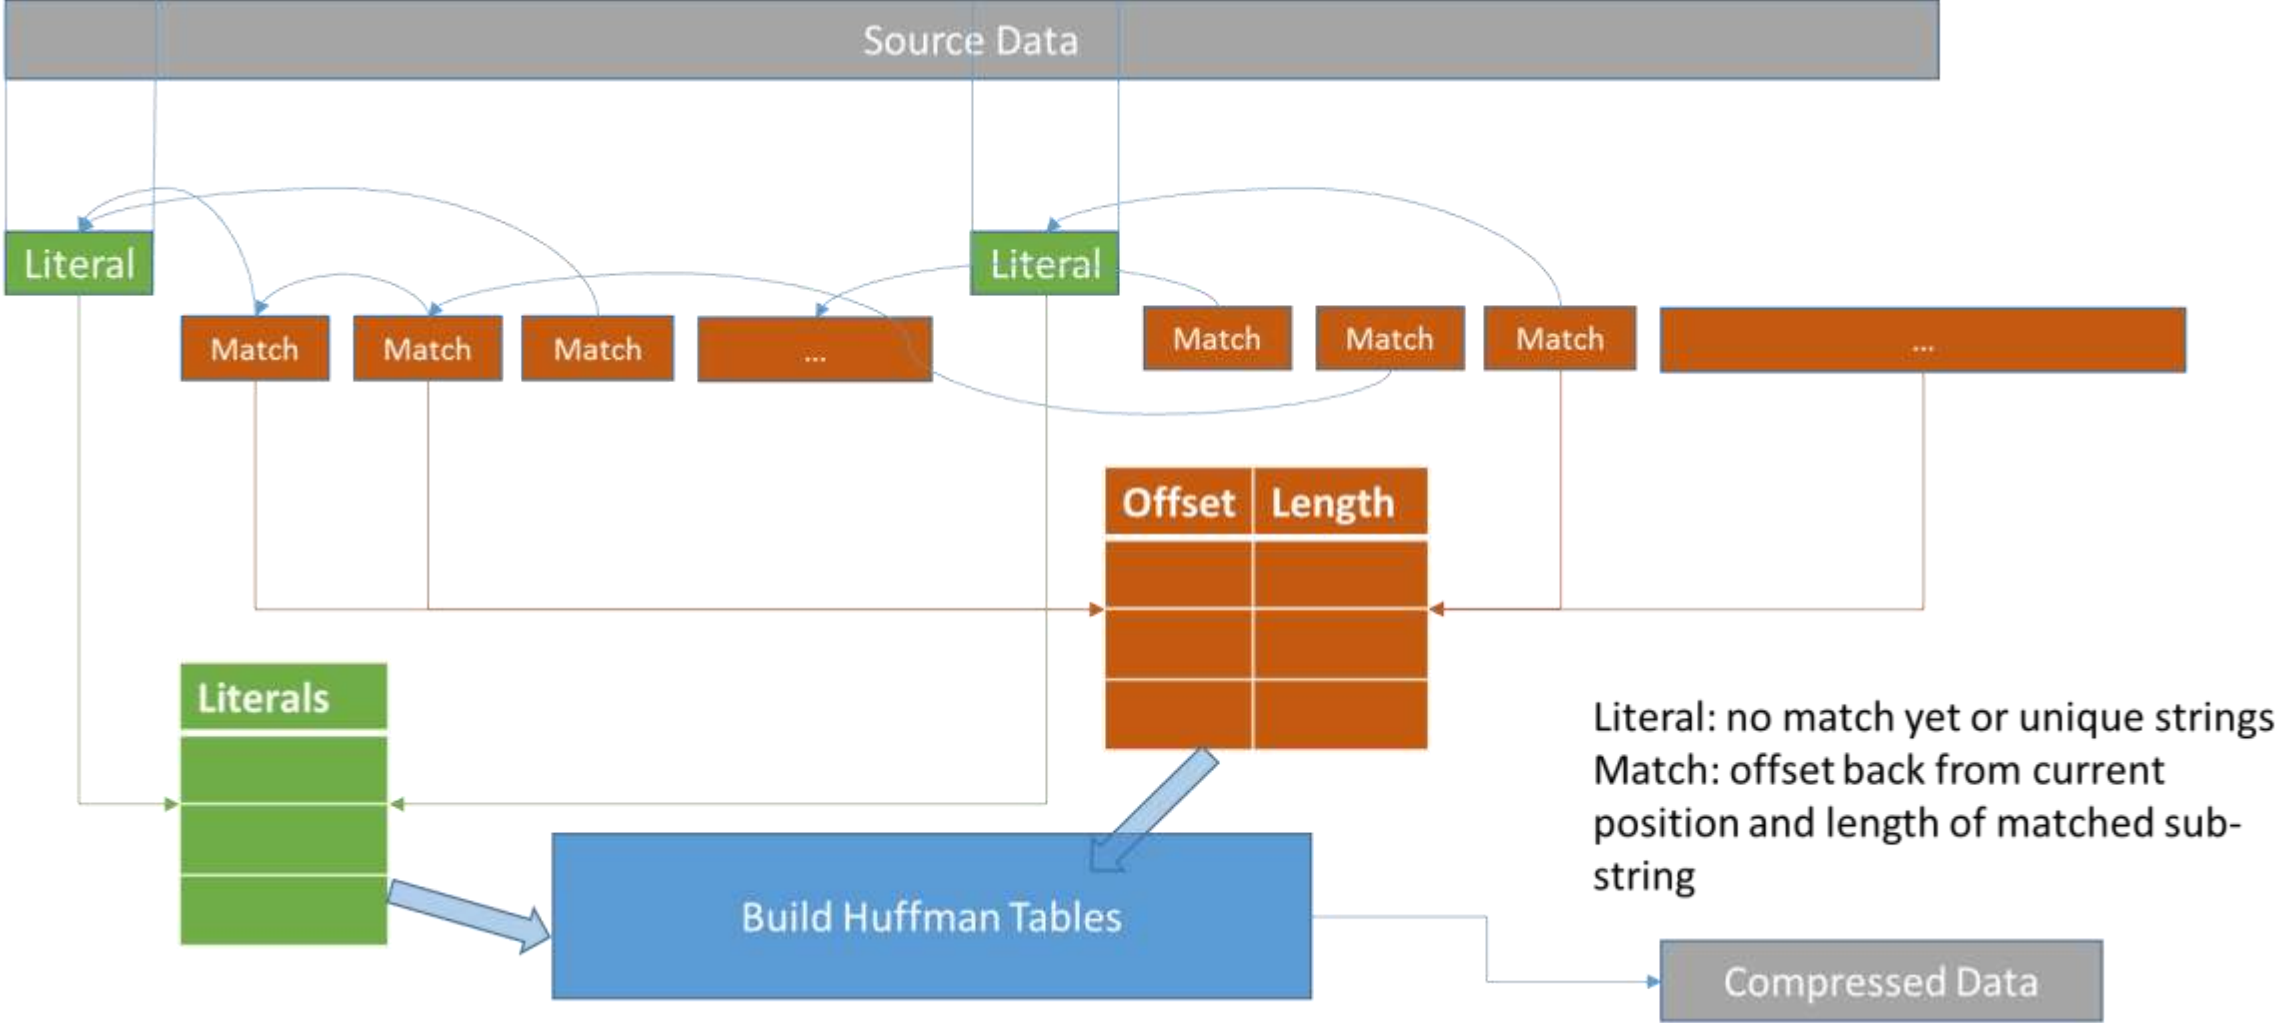 Source Data
Literal
Literal
Match
Match
Match
...
Match
Match
Match
...
Offset Length
Literals
Literal: no match yet or unique strings
Match: offset back from current
position and length of matched sub-
string
Build Huffman Tables
Compressed Data